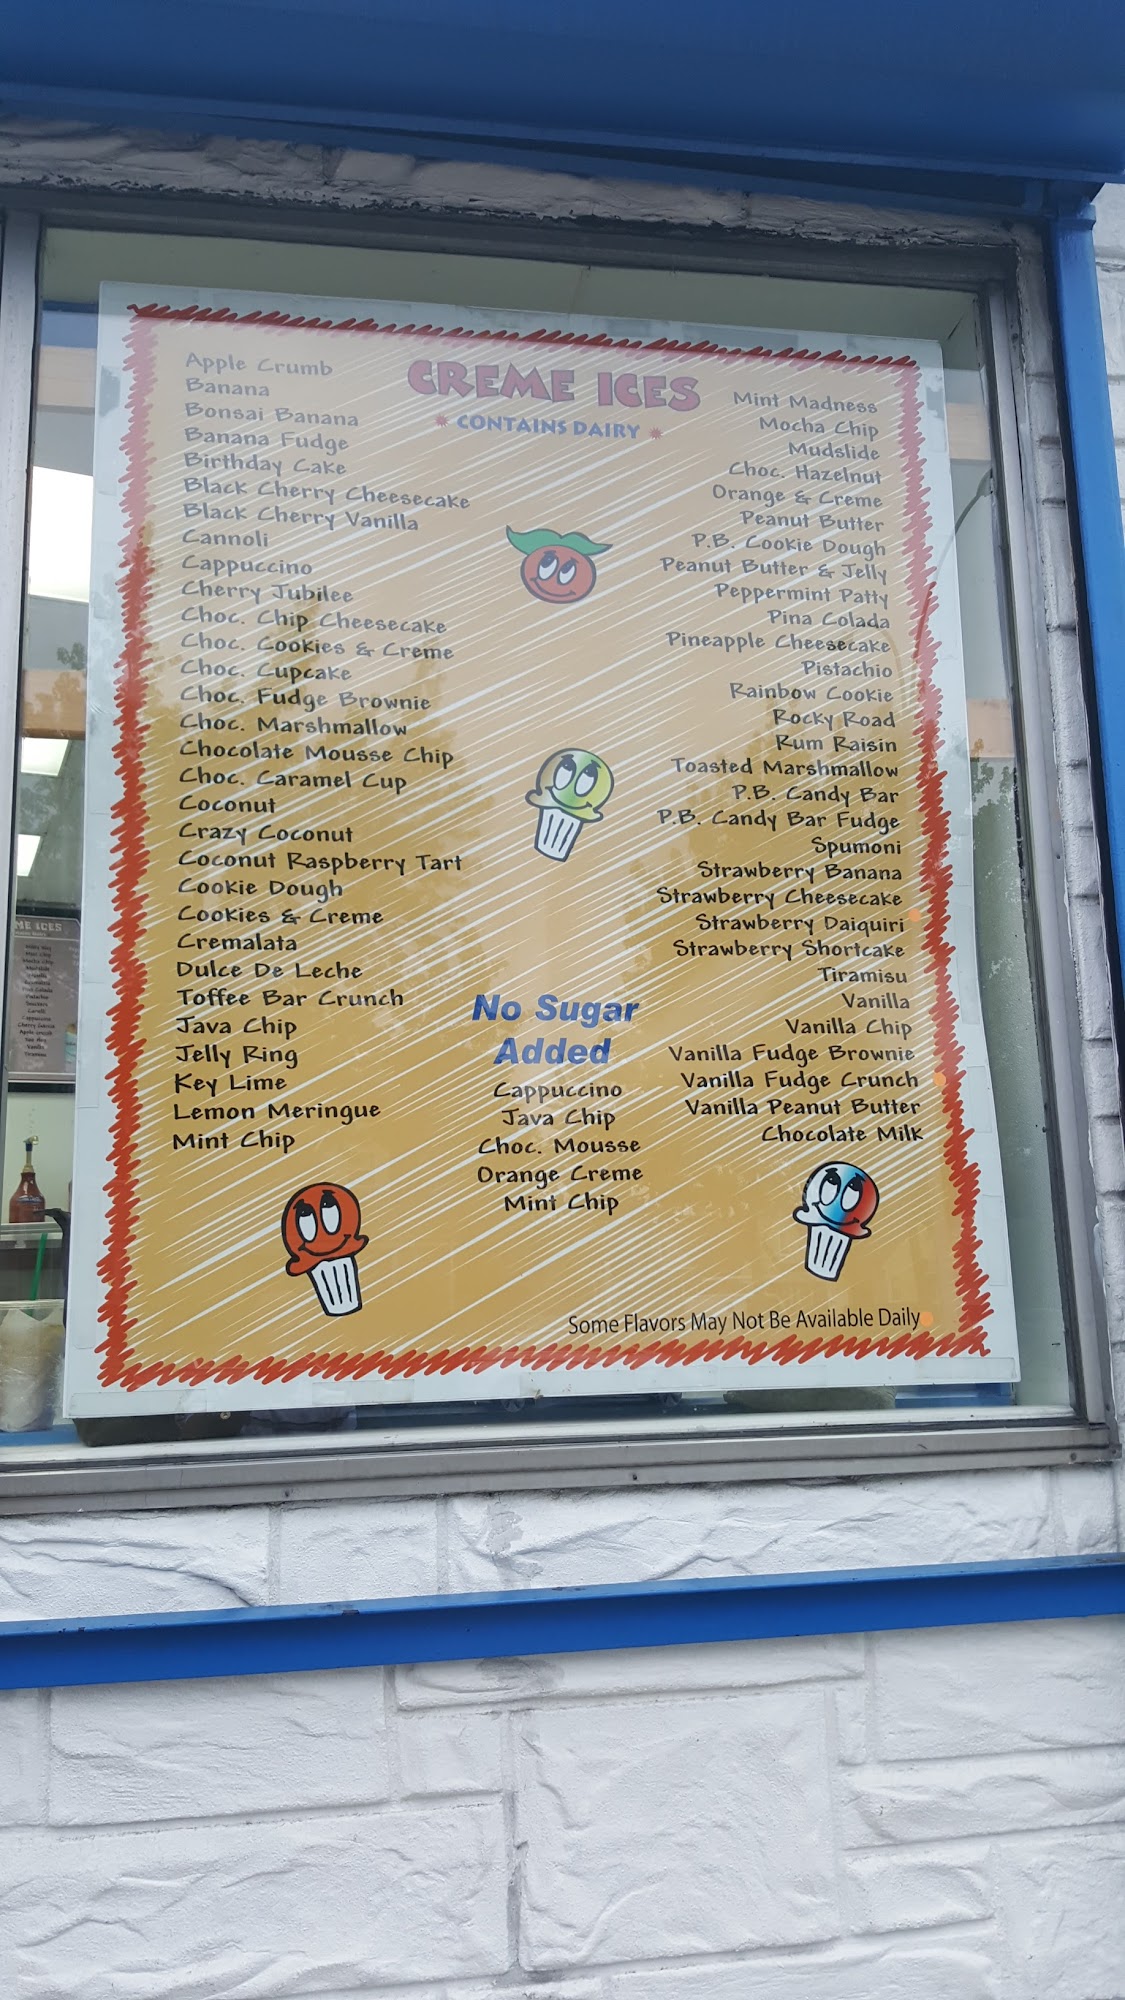 CREME ICES
CONTAINS DAIRY
Apple Crumb
Banana
Bonsai Banana
Banana Fudge
Birthday Cake
Black Cherry Cheesecake
Black Cherry Vanilla
Cannoli
Cappuccino
Cherry Jubilee
Choc. Chip Cheesecake
Choc. Cookies & Creme
Choc. Cupcake
Choc. Fudge Brownie
Choc. Marshmallow
Chocolate Mousse Chip
Choc. Caramel Cup
Coconut
Crazy Coconut
Coconut Raspberry Tart
Cookie Dough
Cookies & Creme
Cremalata
Dulce De Leche
Toffee Bar Crunch
Java Chip
Jelly Ring
Key Lime
Lemon Meringue
Mint Chip
No Sugar
Added
Cappuccino
Java Chip
Choc. Mousse
Orange Creme
Mint Chip
Mint Madness
Mocha Chip
Mudslide
Choc. Hazelnut
Orange & Creme
Peanut Butter
P.B. Cookie Dough
Peanut Butter & Jelly
Peppermint Patty
Pina Colada
Pineapple Cheesecake
Pistachio
Rainbow Cookie
Rocky Road
Rum Raisin
Toasted Marshmallow
P.B. Candy Bar
P.B. Candy Bar Fudge
Spumoni
Strawberry Banana
Strawberry Cheesecake
Strawberry Daiquiri
Strawberry Shortcake
Tiramisu
Vanilla
Vanilla Chip
Vanilla Fudge Brownie
Vanilla Fudge Crunch
Vanilla Peanut Butter
Chocolate Milk
Some Flavors May Not Be Available Daily